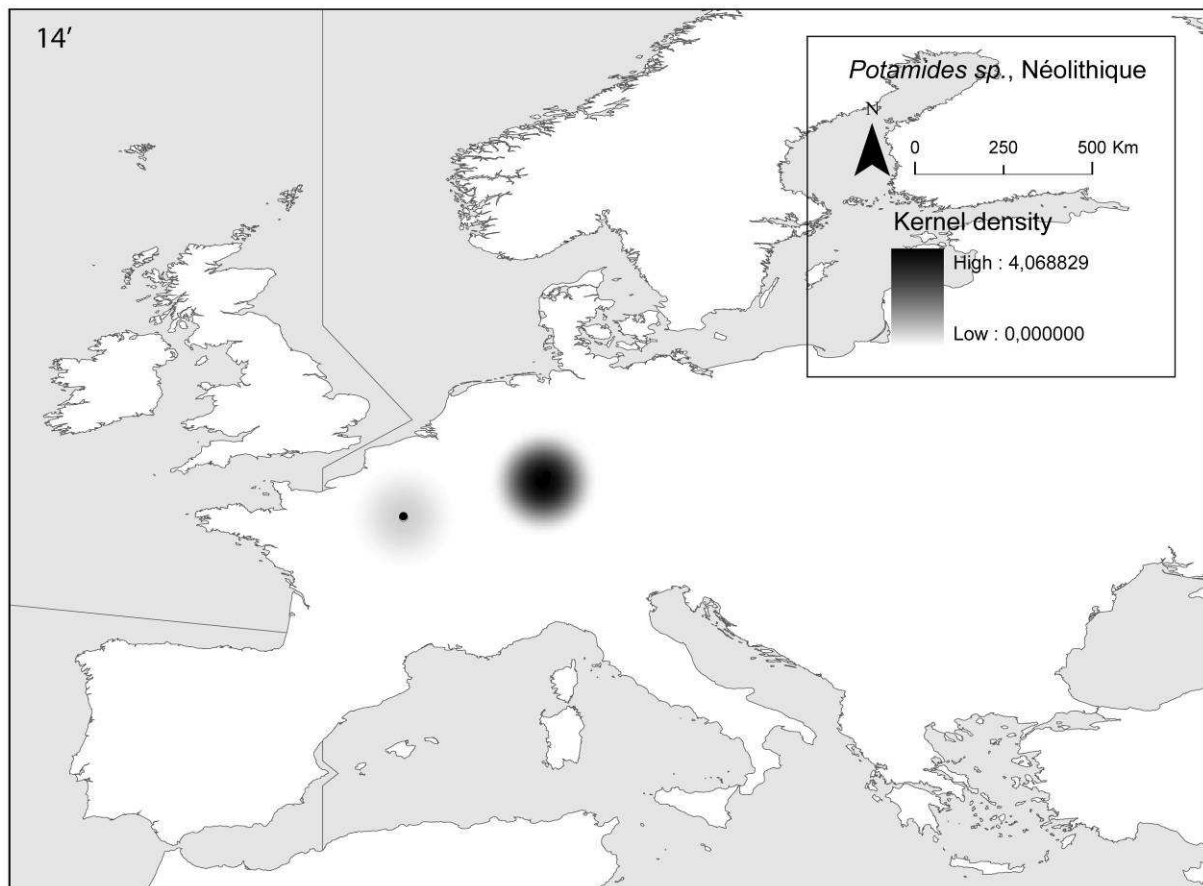 14′
Potamides sp., Néolithique
N
0 250 500 Km
Kernel density
High : 4,068829
Low : 0,000000